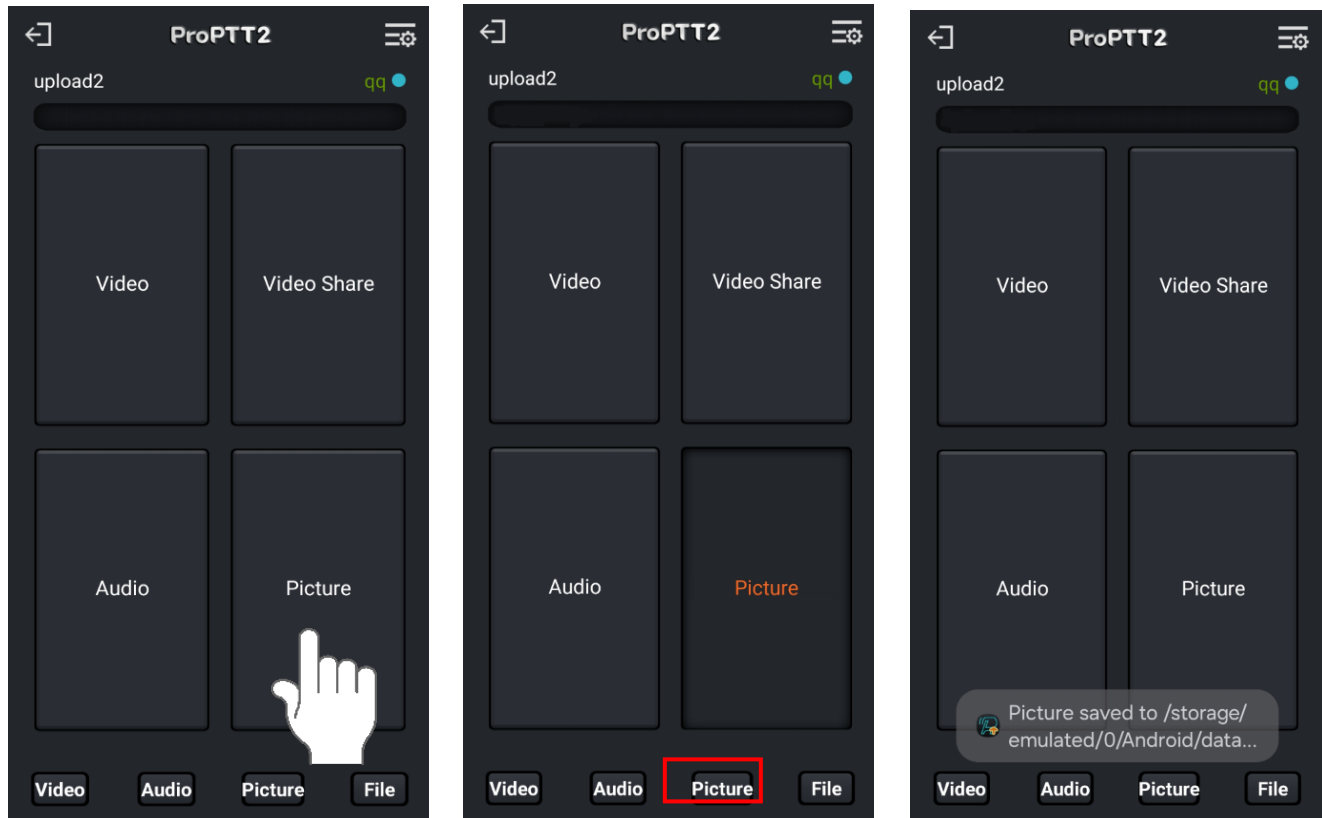 ProPTT2
upload2 qq
Video Video Share
Audio Picture
Video Audio Picture File
ProPTT2
upload2 qq
Video Video Share
Audio Picture
Video Audio Picture File
ProPTT2
upload2 qq
Video Video Share
Audio Picture
Picture saved to /storage/
emulated/0/Android/data...
Video Audio Picture File